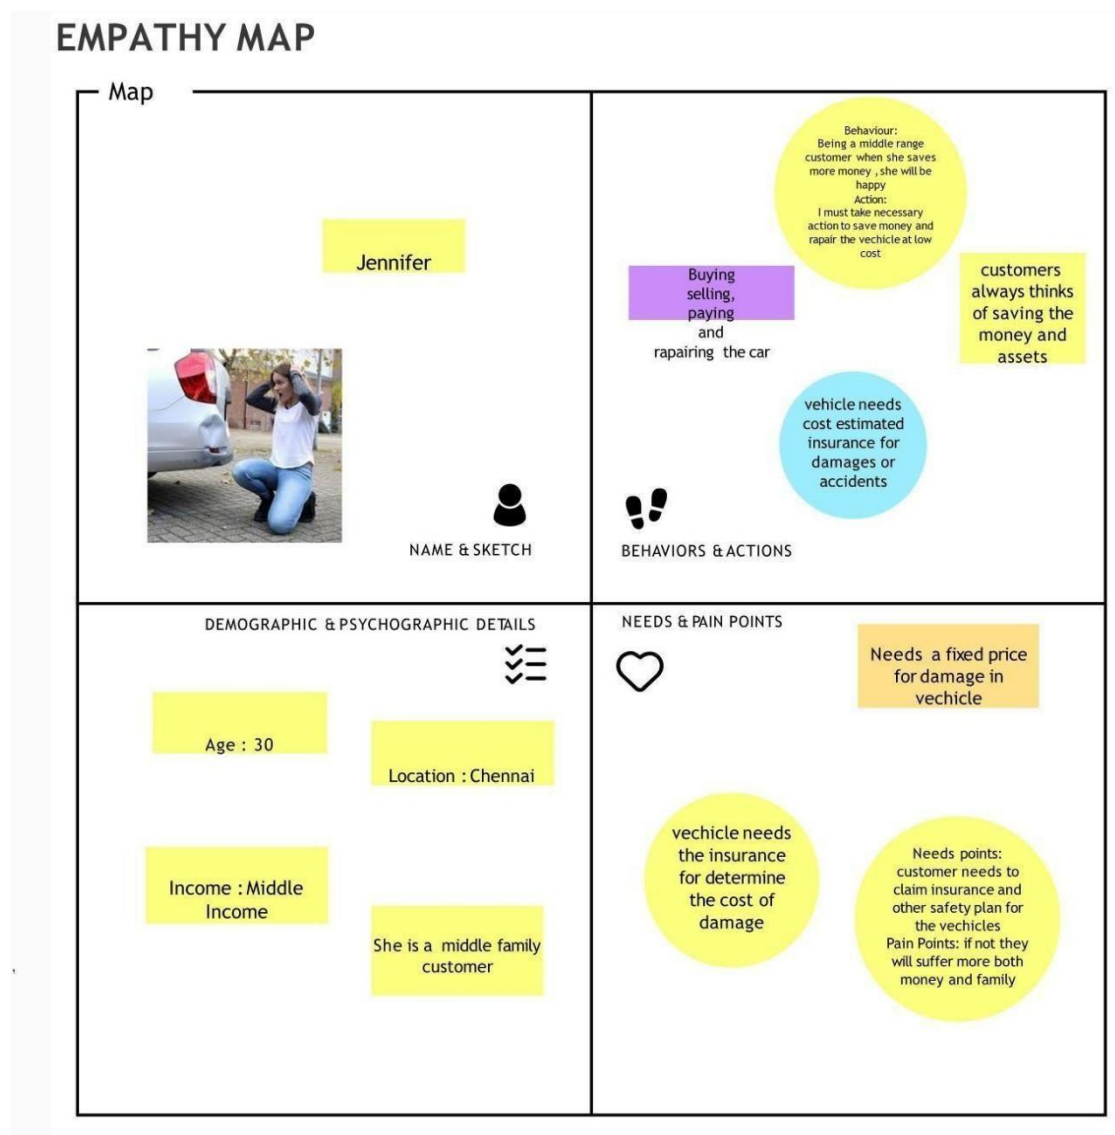 EMPATHY MAP
Map
Jennifer
NAME & SKETCH
Behaviour:
Being a middle range
customer when she saves
more money , she will be
happy
Action:
I must take necessary
action to save money and
rapair the vechicle at low
cost
Buying
selling,
paying
and
rapairing the car
customers
always thinks
of saving the
money and
assets
vehicle needs
cost estimated
insurance for
damages or
accidents
BEHAVIORS & ACTIONS
DEMOGRAPHIC & PSYCHOGRAPHIC DETAILS
Age : 30
Location : Chennai
Income : Middle
Income
She is a middle family
customer
NEEDS & PAIN POINTS
Needs a fixed price
for damage in
vechicle
vechicle needs
the insurance
for determine
the cost of
damage
Needs points:
customer needs to
claim insurance and
other safety plan for
the vechicles
Pain Points: if not they
will suffer more both
money and family